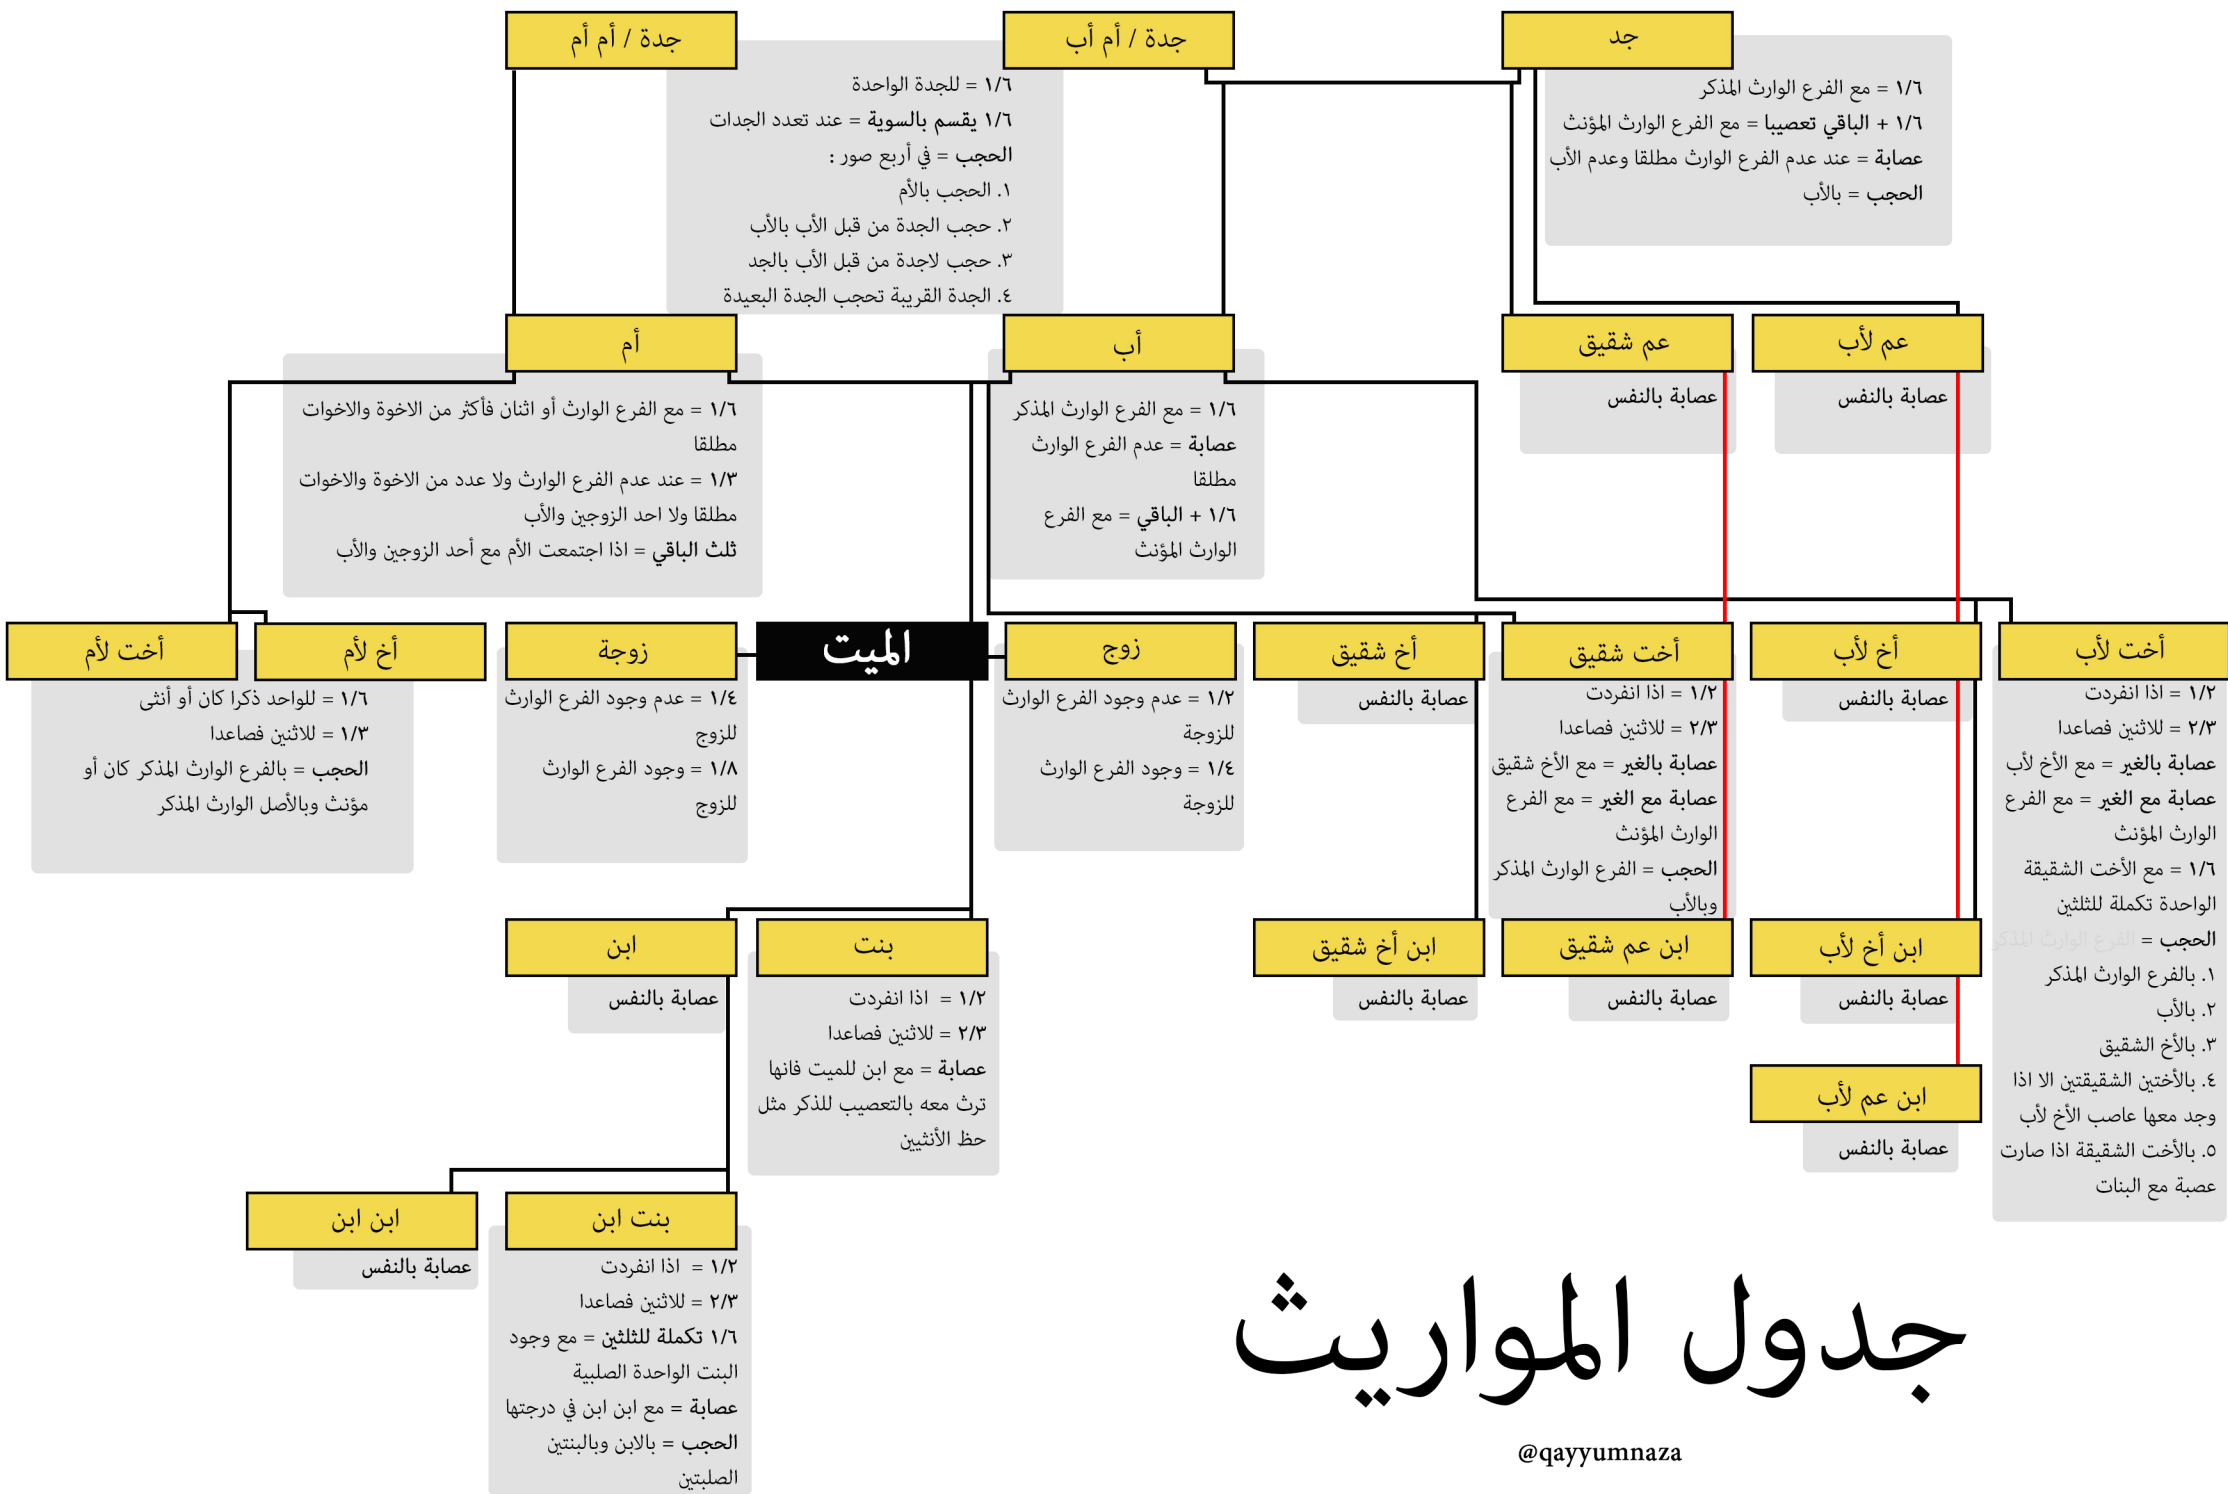 جد
١/٦ = مع الفرع الوارث المذكر
١/٦ + الباقي تعصيبا = مع الفرع الوارث المؤنث
عصابة = عند عدم الفرع الوارث مطلقا وعدم الأب
الحجب = بالأب
جدة / أم أب
جدة / أم أم
١/٦ = للجدة الواحدة
١/٦ يقسم بالسوية = عند تعدد الجدات
الحجب = في أربع صور :
١. الحجب بالأم
٢. حجب الجدة من قبل الأب بالأب
٣. حجب لاجدة من قبل الأب بالجد
٤. الجدة القريبة تحجب الجدة البعيدة
عم لأب
عصابة بالنفس
عم شقيق
عصابة بالنفس
أب
١/٦ = مع الفرع الوارث المذكر
عصابة = عدم الفرع الوارث
مطلقا
١/٦ + الباقي = مع الفرع
الوارث المؤنث
أم
١/٦ = مع الفرع الوارث أو اثنان فأكثر من الاخوة والاخوات
مطلقا
١/٣ = عند عدم الفرع الوارث ولا عدد من الاخوة والاخوات
مطلقا ولا احد الزوجين والأب
ثلث الباقي = اذا اجتمعت الأم مع أحد الزوجين والأب
أخت لأب
١/٢ = اذا انفردت
٢/٣ = للاثنين فصاعدا
عصابة بالغير = مع الأخ لأب
عصابة مع الغير = مع الفرع
الوارث المؤنث
١/٦ = مع الأخت الشقيقة
الواحدة تكملة للثلثين
الحجب = الفرع الوارث المذكر
١. بالفرع الوارث المذكر
٢. بالأب
٣. بالأخ الشقيق
٤. بالأختين الشقيقتين الا اذا
وجد معها عاصب الأخ لأب
٥. بالأخت الشقيقة اذا صارت
عصبة مع البنات
أخ لأب
عصابة بالنفس
أخت شقيق
١/٢ = اذا انفردت
٢/٣ = للاثنين فصاعدا
عصابة بالغير = مع الأخ شقيق
عصابة مع الغير = مع الفرع
الوارث المؤنث
الحجب = الفرع الوارث المذكر
وبالأب
أخ شقيق
عصابة بالنفس
زوج
١/٢ = عدم وجود الفرع الوارث
للزوجة
١/٤ = وجود الفرع الوارث
للزوجة
الميت
زوجة
١/٤ = عدم وجود الفرع الوارث
للزوج
١/٨ = وجود الفرع الوارث
للزوج
أخ لأم
أخت لأم
١/٦ = للواحد ذكرا كان أو أنثى
١/٣ = للاثنين فصاعدا
الحجب = بالفرع الوارث المذكر كان أو
مؤنث وبالأصل الوارث المذكر
ابن أخ لأب
عصابة بالنفس
ابن عم شقيق
عصابة بالنفس
ابن أخ شقيق
عصابة بالنفس
بنت
١/٢ = اذا انفردت
٢/٣ = للاثنين فصاعدا
عصابة = مع ابن للميت فانها
ترث معه بالتعصيب للذكر مثل
حظ الأنثيين
ابن
عصابة بالنفس
ابن عم لأب
عصابة بالنفس
بنت ابن
١/٢ = اذا انفردت
٢/٣ = للاثنين فصاعدا
١/٦ تكملة للثلثين = مع وجود
البنت الواحدة الصلبية
عصابة = مع ابن ابن في درجتها
الحجب = بالابن وبالبنتين
الصلبتين
ابن ابن
عصابة بالنفس
جدول المواريث
@qayyumnaza